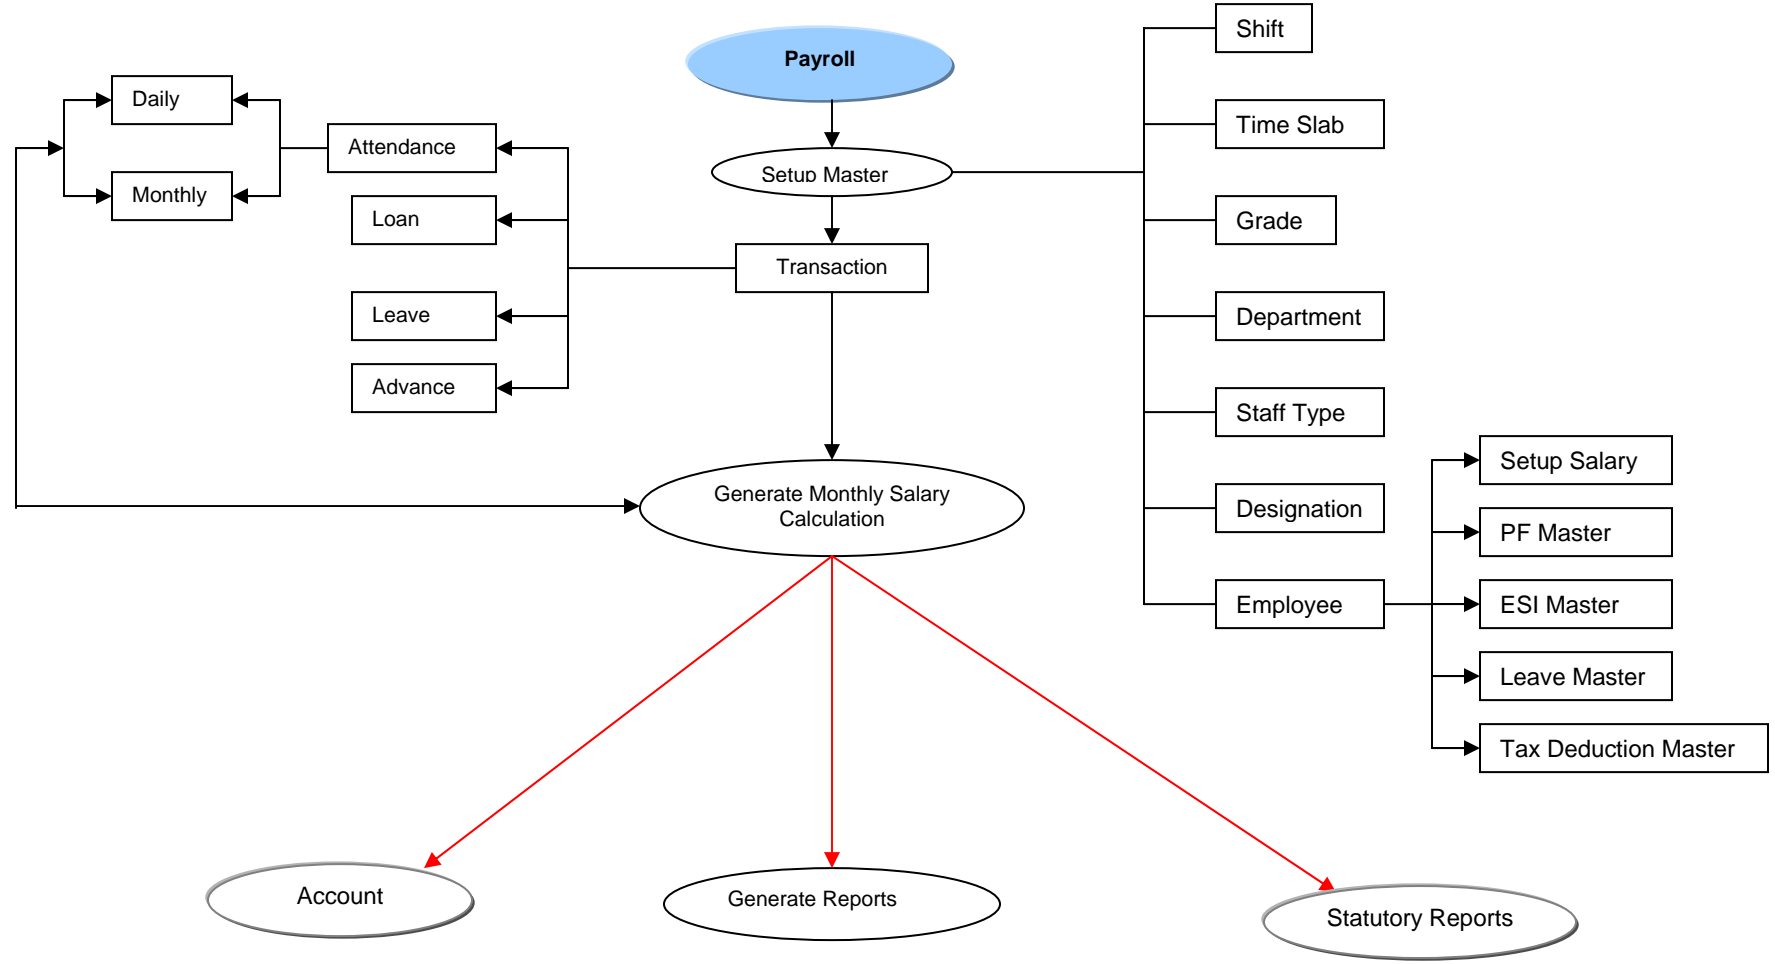 Payroll
Setup Master
Transaction
Daily
Monthly
Attendance
Loan
Leave
Advance
Generate Monthly Salary
Calculation
Shift
Time Slab
Grade
Department
Staff Type
Designation
Employee
Setup Salary
PF Master
ESI Master
Leave Master
Tax Deduction Master
Account
Generate Reports
Statutory Reports